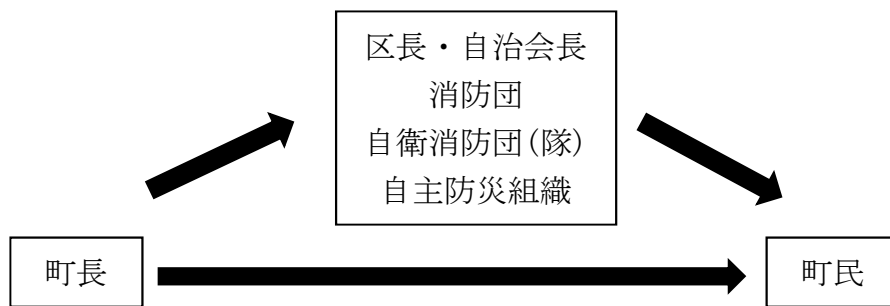 区長・自治会長
消防団
自衛消防団(隊)
自主防災組織
町長
町民